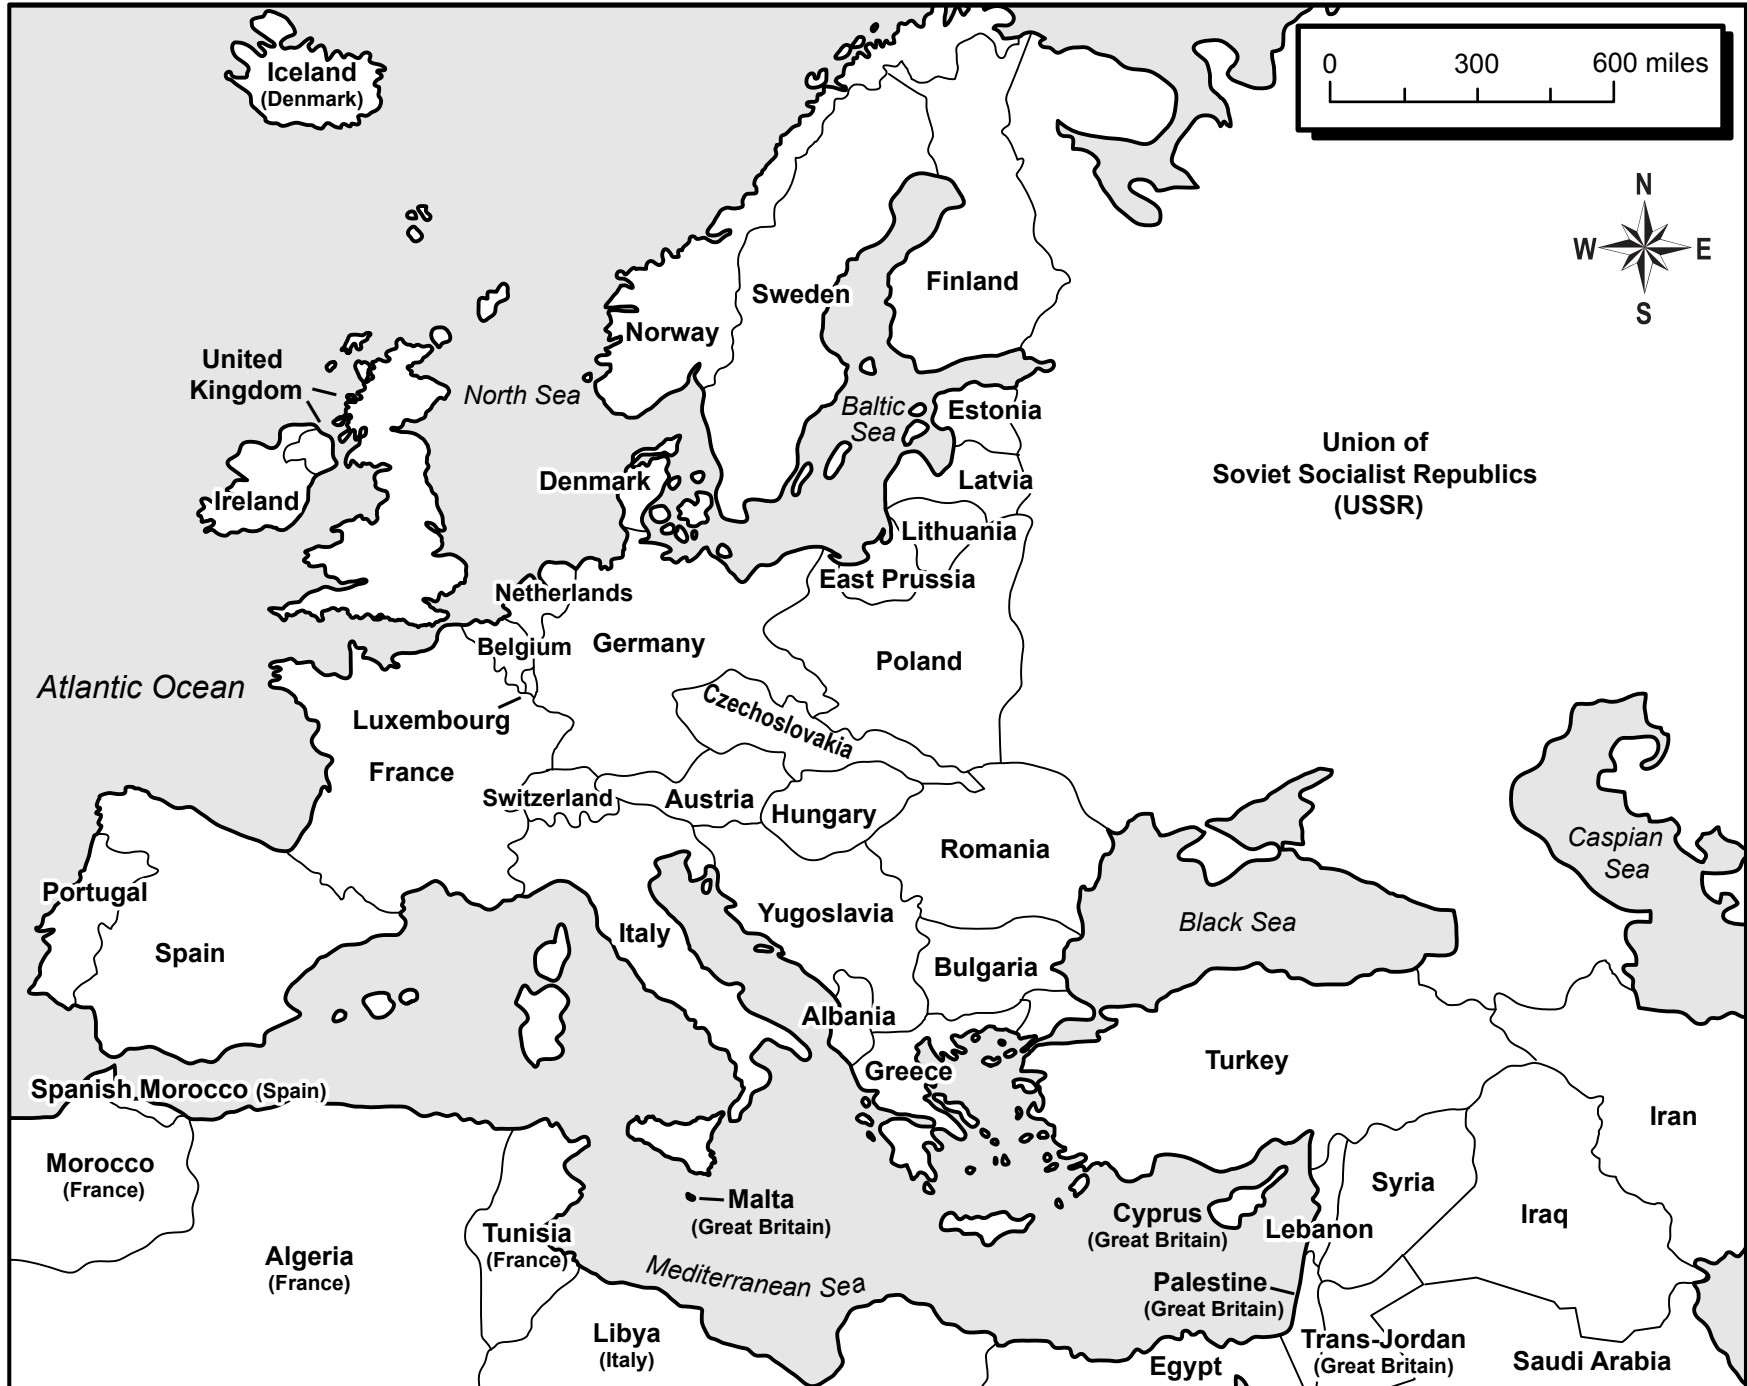 Iceland
(Denmark)
0 300 600 miles
N
W E
S
Finland
Sweden
Norway
United
Kingdom
North Sea
Baltic
Sea
Estonia
Union of
Soviet Socialist Republics
(USSR)
Denmark
Latvia
Ireland
Lithuania
East Prussia
Netherlands
Germany
Belgium
Poland
Atlantic Ocean
Luxembourg
Czechoslovakia
France
Switzerland
Austria
Hungary
Romania
Caspian
Sea
Portugal
Yugoslavia
Black Sea
Italy
Spain
Bulgaria
Albania
Turkey
Greece
Spanish Morocco (Spain)
Iran
Morocco
(France)
Syria
Malta
(Great Britain)
Cyprus
(Great Britain)
Iraq
Lebanon
Tunisia
(France)
Algeria
(France)
Mediterranean Sea
Palestine
(Great Britain)
Libya
(Italy)
Trans-Jordan
(Great Britain)
Egypt
Saudi Arabia